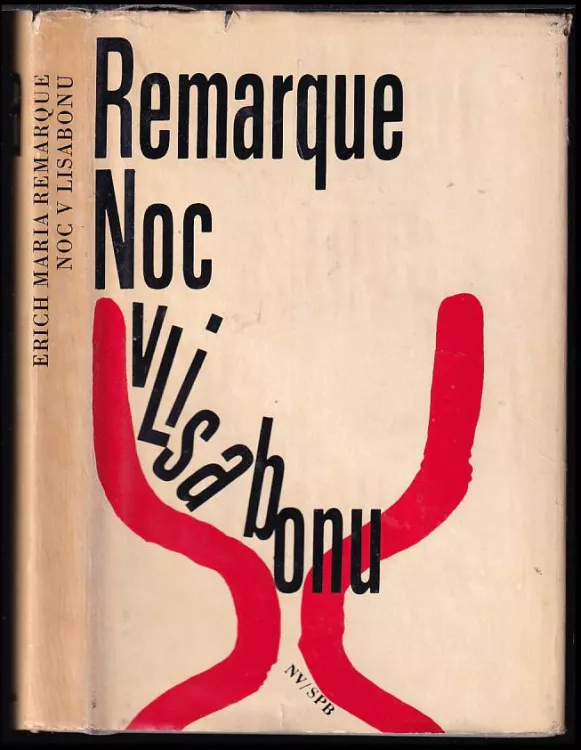 ERICH MARIA REMARQUE
NOC V LISABONU
Remarque
Noc
v Lisabonu
NV/SPB